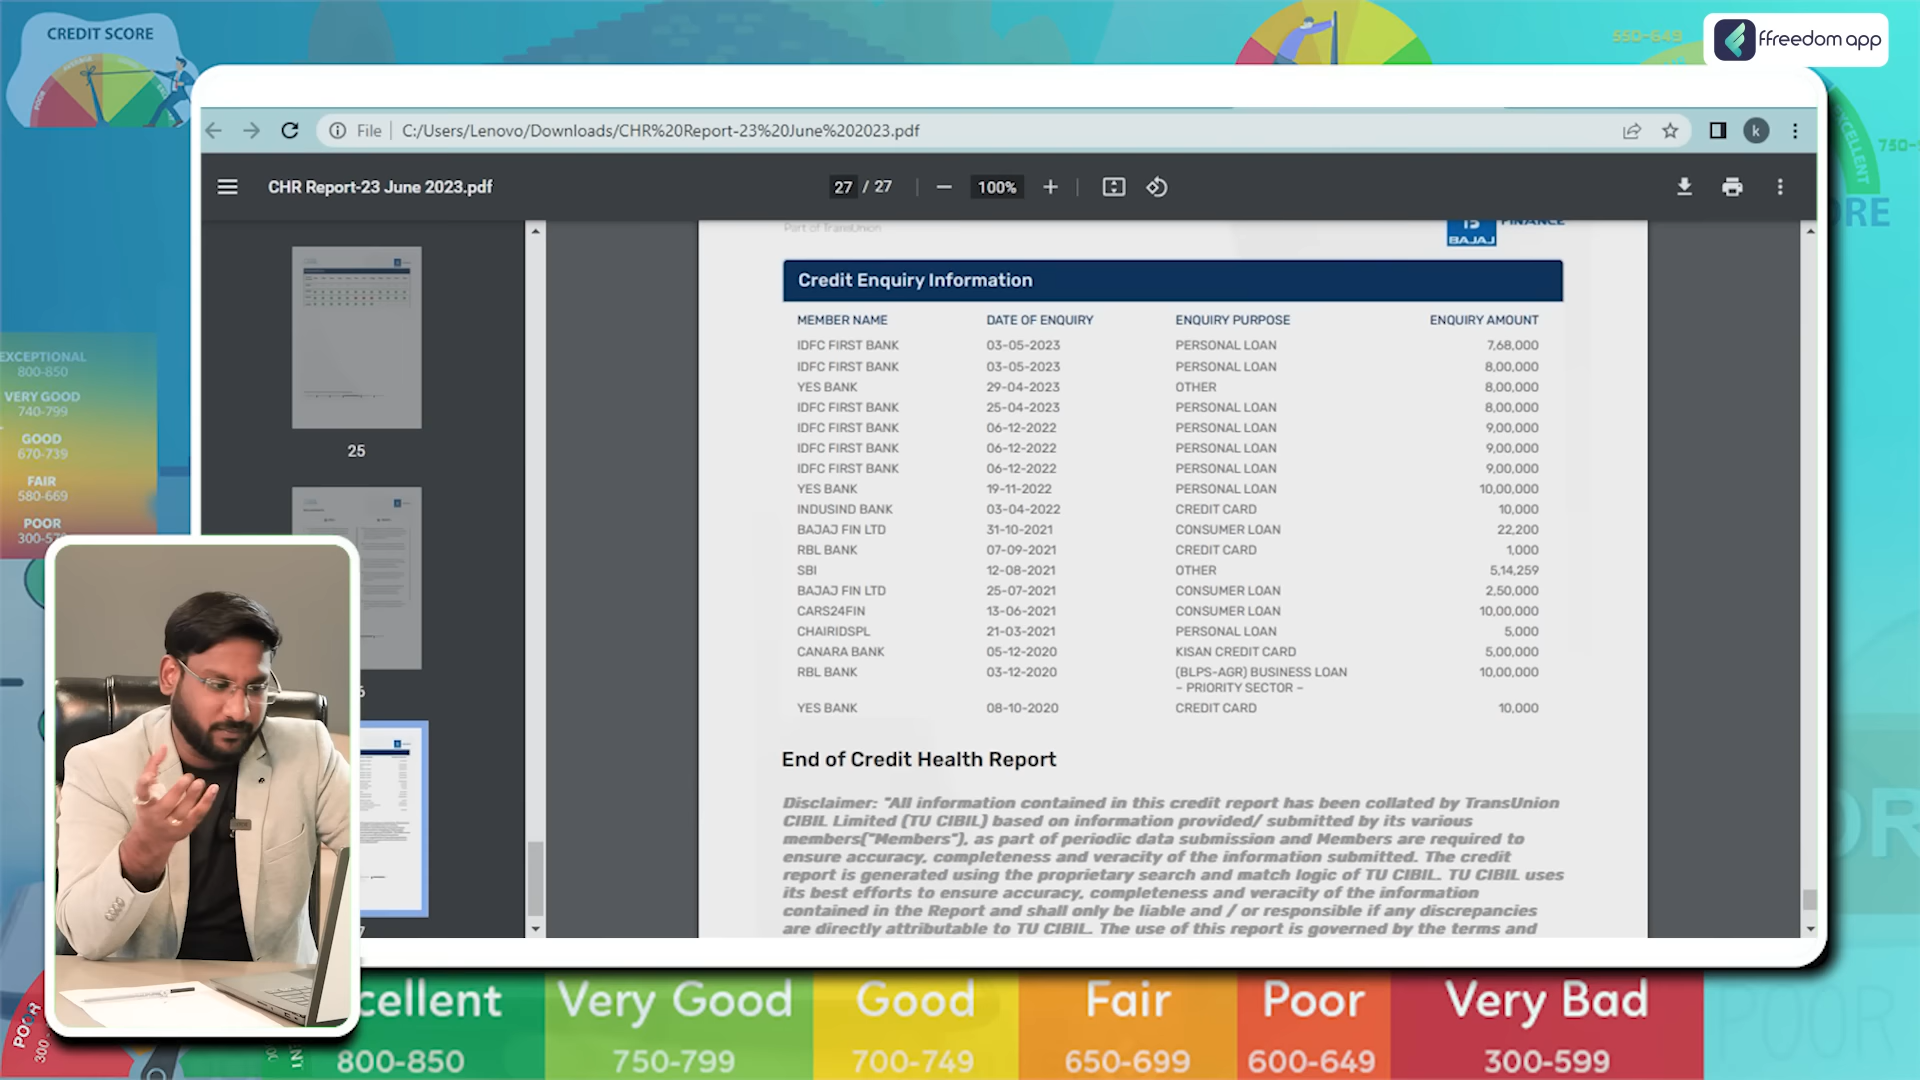 CREDIT SCORE
POOR
550-649
ffreedom app
EXCELLENT
File
C:/Users/Lenovo/Downloads/CHR%20Report-23%20June%202023.pdf
k
CHR Report-23 June 2023.pdf
27 / 27
100%
Part of TransUnion
FINANCE
BAJAJ
Credit Enquiry Information
MEMBER NAME DATE OF ENQUIRY ENQUIRY PURPOSE ENQUIRY AMOUNT
IDFC FIRST BANK 03-05-2023 PERSONAL LOAN 7,68,000
IDFC FIRST BANK 03-05-2023 PERSONAL LOAN 8,00,000
YES BANK 29-04-2023 OTHER 8,00,000
IDFC FIRST BANK 25-04-2023 PERSONAL LOAN 8,00,000
IDFC FIRST BANK 06-12-2022 PERSONAL LOAN 9,00,000
IDFC FIRST BANK 06-12-2022 PERSONAL LOAN 9,00,000
IDFC FIRST BANK 06-12-2022 PERSONAL LOAN 9,00,000
YES BANK 19-11-2022 PERSONAL LOAN 10,00,000
INDUSIND BANK 03-04-2022 CREDIT CARD 10,000
BAJAJ FIN LTD 31-10-2021 CONSUMER LOAN 22,200
RBL BANK 07-09-2021 CREDIT CARD 1,000
SBI 12-08-2021 OTHER 5,14,259
BAJAJ FIN LTD 25-07-2021 CONSUMER LOAN 2,50,000
CARS24FIN 13-06-2021 CONSUMER LOAN 10,00,000
CHAIRIDSPL 21-03-2021 PERSONAL LOAN 5,000
CANARA BANK 05-12-2020 KISAN CREDIT CARD 5,00,000
RBL BANK 03-12-2020 (BLPS-AGR) BUSINESS LOAN 10,00,000
– PRIORITY SECTOR –
YES BANK 08-10-2020 CREDIT CARD 10,000
End of Credit Health Report
Disclaimer: "All information contained in this credit report has been collated by TransUnion
CIBIL Limited (TU CIBIL) based on information provided/ submitted by its various
members("Members"), as part of periodic data submission and Members are required to
ensure accuracy, completeness and veracity of the information submitted. The credit
report is generated using the proprietary search and match logic of TU CIBIL. TU CIBIL uses
its best efforts to ensure accuracy, completeness and veracity of the information
contained in the Report and shall only be liable and / or responsible if any discrepancies
are directly attributable to TU CIBIL. The use of this report is governed by the terms and
25
EXCEPTIONAL
800-850
VERY GOOD
740-799
GOOD
670-739
FAIR
580-669
POOR
300-57
cellent Very Good Good Fair Poor Very Bad
800-850 750-799 700-749 650-699 600-649 300-599
POOR
300
POOR